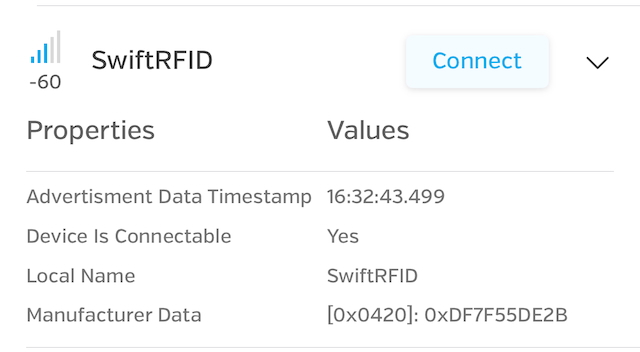 SwiftRFID
Connect
-60
Properties Values
Advertisment Data Timestamp 16:32:43.499
Device Is Connectable Yes
Local Name SwiftRFID
Manufacturer Data [0x0420]: 0xDF7F55DE2B